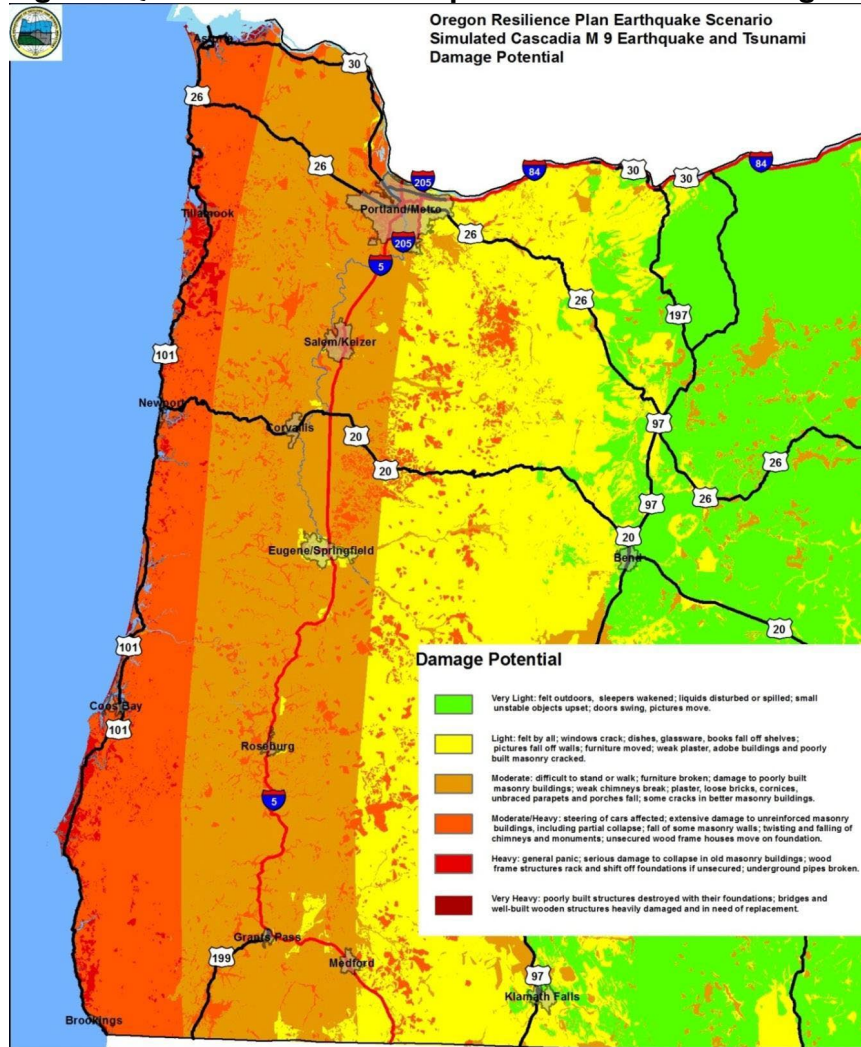 Oregon Resilience Plan Earthquake Scenario
Simulated Cascadia M 9 Earthquake and Tsunami
Damage Potential
Astoria
30
26
26
205
84
30
30
84
Tillamook
Portland/Metro
205
26
5
26
197
Salem/Keizer
101
Newport
Corvallis
20
20
97
26
26
97
20
Eugene/Springfield
Bend
20
101
Coos Bay
101
Roseburg
5
Grants Pass
199
Medford
97
Klamath Falls
Brookings
Damage Potential
Very Light: felt outdoors, sleepers wakened; liquids disturbed or spilled; small
unstable objects upset; doors swing, pictures move.
Light: felt by all; windows crack; dishes, glassware, books fall off shelves;
pictures fall off walls; furniture moved; weak plaster, adobe buildings and poorly
built masonry cracked.
Moderate: difficult to stand or walk; furniture broken; damage to poorly built
masonry buildings; weak chimneys break; plaster, loose bricks, cornices,
unbraced parapets and porches fall; some cracks in better masonry buildings.
Moderate/Heavy: steering of cars affected; extensive damage to unreinforced masonry
buildings, including partial collapse; fall of some masonry walls; twisting and falling of
chimneys and monuments; unsecured wood frame houses move on foundation.
Heavy: general panic; serious damage to collapse in old masonry buildings; wood
frame structures rack and shift off foundations if unsecured; underground pipes broken.
Very Heavy: poorly built structures destroyed with their foundations; bridges and
well-built wooden structures heavily damaged and in need of replacement.